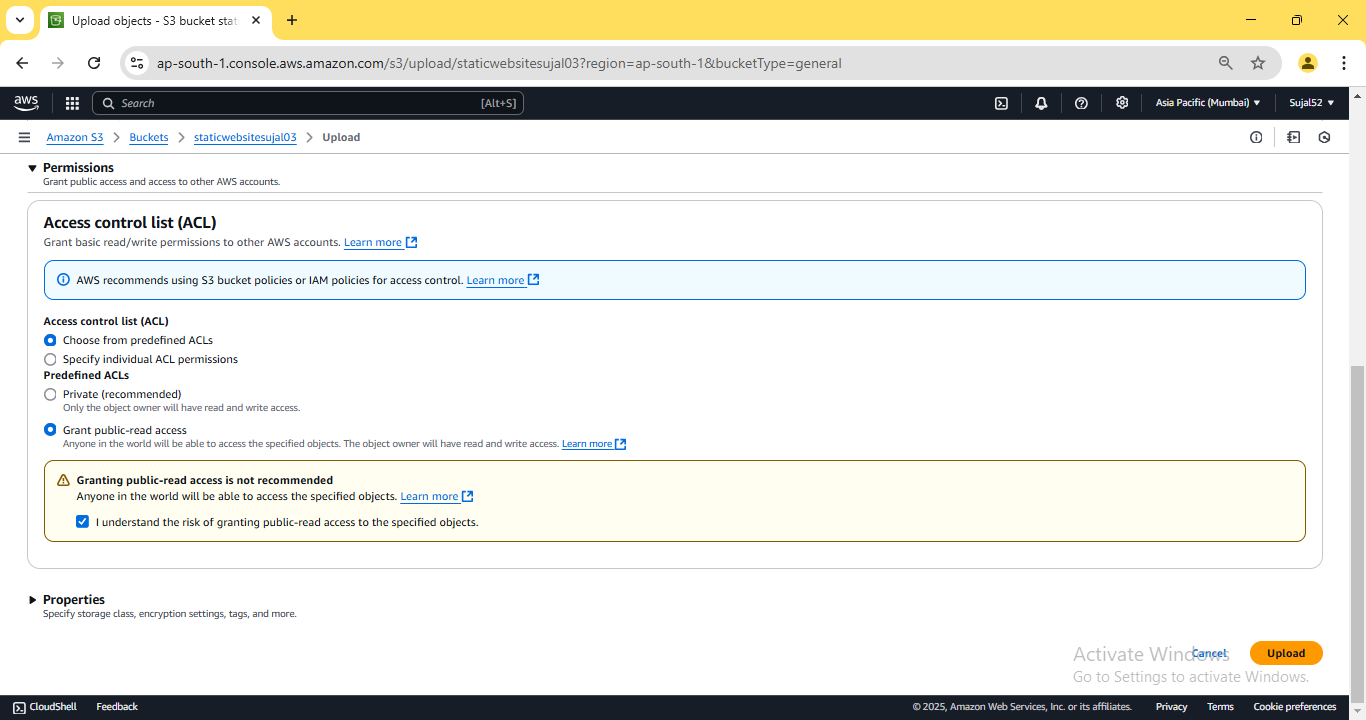 Upload objects - S3 bucket stat
ap-south-1.console.aws.amazon.com/s3/upload/staticwebsitesujal03?region=ap-south-1&bucketType=general
aws Search [Alt+S] Asia Pacific (Mumbai) Sujal52
Amazon S3 Buckets staticwebsitesujal03 Upload
Permissions
Grant public access and access to other AWS accounts.
Access control list (ACL)
Grant basic read/write permissions to other AWS accounts. Learn more
AWS recommends using S3 bucket policies or IAM policies for access control. Learn more
Access control list (ACL)
Choose from predefined ACLs
Specify individual ACL permissions
Predefined ACLs
Private (recommended)
Only the object owner will have read and write access.
Grant public-read access
Anyone in the world will be able to access the specified objects. The object owner will have read and write access. Learn more
Granting public-read access is not recommended
Anyone in the world will be able to access the specified objects. Learn more
I understand the risk of granting public-read access to the specified objects.
Properties
Specify storage class, encryption settings, tags, and more.
Cancel Upload
Activate Windows
Go to Settings to activate Windows.
CloudShell Feedback © 2025, Amazon Web Services, Inc. or its affiliates. Privacy Terms Cookie preferences